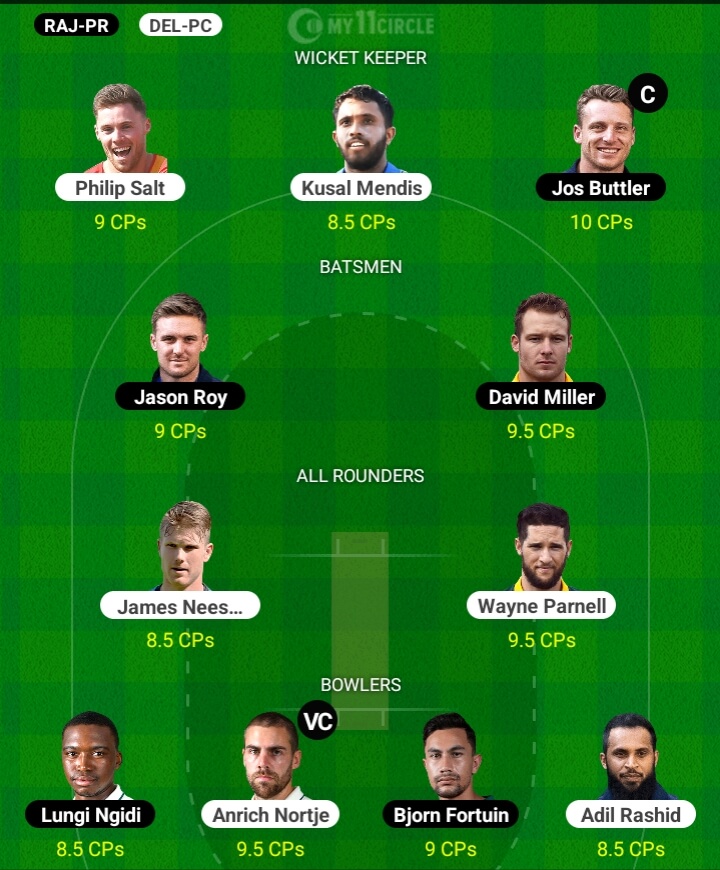 RAJ-PR DEL-PC MY11CIRCLE
WICKET KEEPER
C
Philip Salt Kusal Mendis Jos Buttler
9 CPs 8.5 CPs 10 CPs
BATSMEN
Jason Roy David Miller
9 CPs 9.5 CPs
ALL ROUNDERS
James Nees... Wayne Parnell
8.5 CPs 9.5 CPs
BOWLERS
VC
Lungi Ngidi Anrich Nortje Bjorn Fortuin Adil Rashid
8.5 CPs 9.5 CPs 9 CPs 8.5 CPs